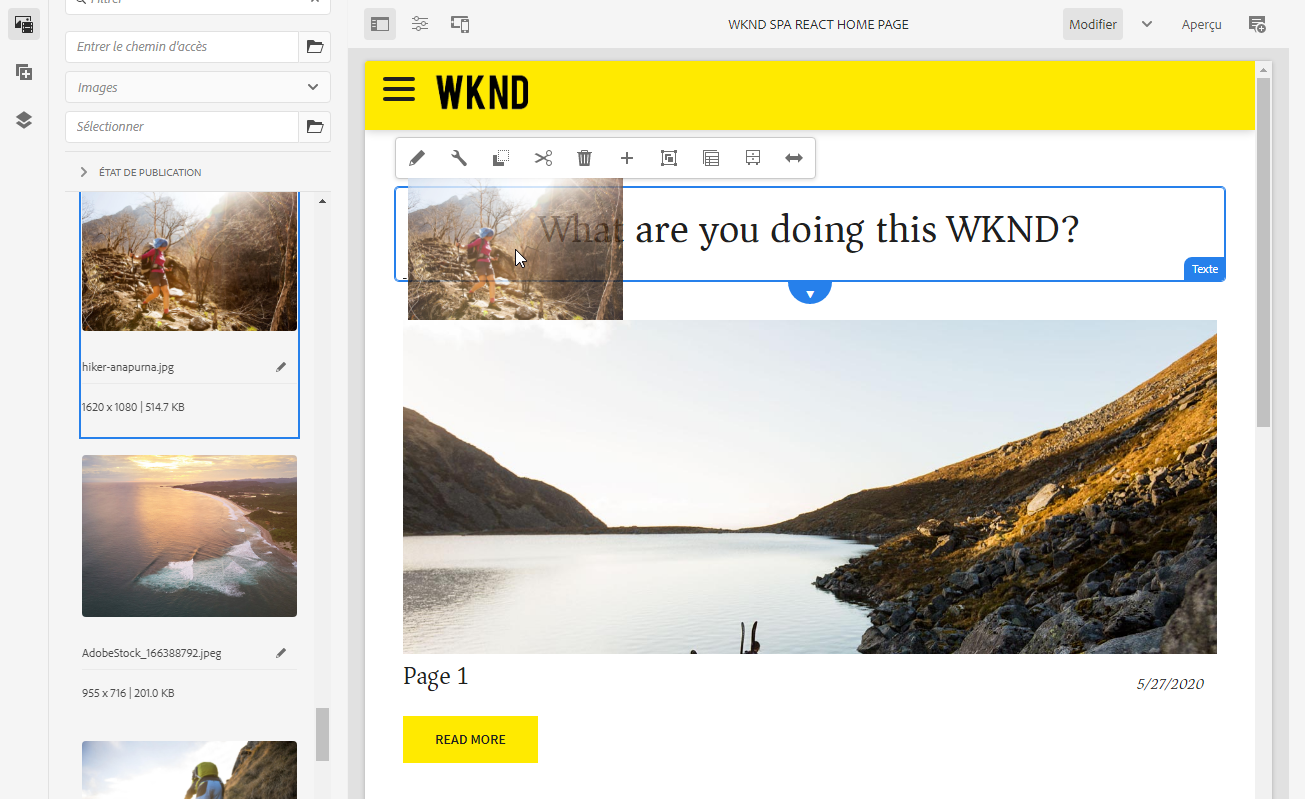 Filtrer
Entrer le chemin d'accès
Images
Sélectionner
ÉTAT DE PUBLICATION
hiker-anapurna.jpg
1620 x 1080 | 514.7 KB
AdobeStock_166388792.jpeg
955 x 716 | 201.0 KB
WKND SPA REACT HOME PAGE
Modifier
Aperçu
WKND
What are you doing this WKND?
Texte
Page 1
5/27/2020
READ MORE